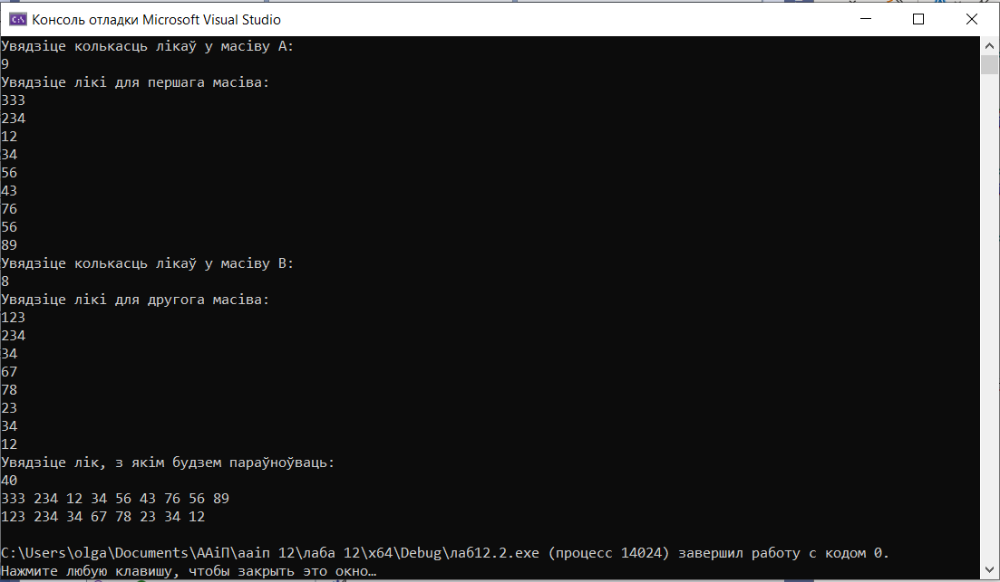 Консоль отладки Microsoft Visual Studio
Увядзіце колькасць лікаў у масіву A:
9
Увядзіце лікі для першага масіва:
333
234
12
34
56
43
76
56
89
Увядзіце колькасць лікаў у масіву B:
8
Увядзіце лікі для другога масіва:
123
234
34
67
78
23
34
12
Увядзіце лік, з якім будзем параўноўваць:
40
333 234 12 34 56 43 76 56 89
123 234 34 67 78 23 34 12
C:\Users\olga\Documents\ААіП\ааіп 12\лаба 12\x64\Debug\лаб12.2.exe (процесс 14024) завершил работу с кодом 0.
Нажмите любую клавишу, чтобы закрыть это окно…